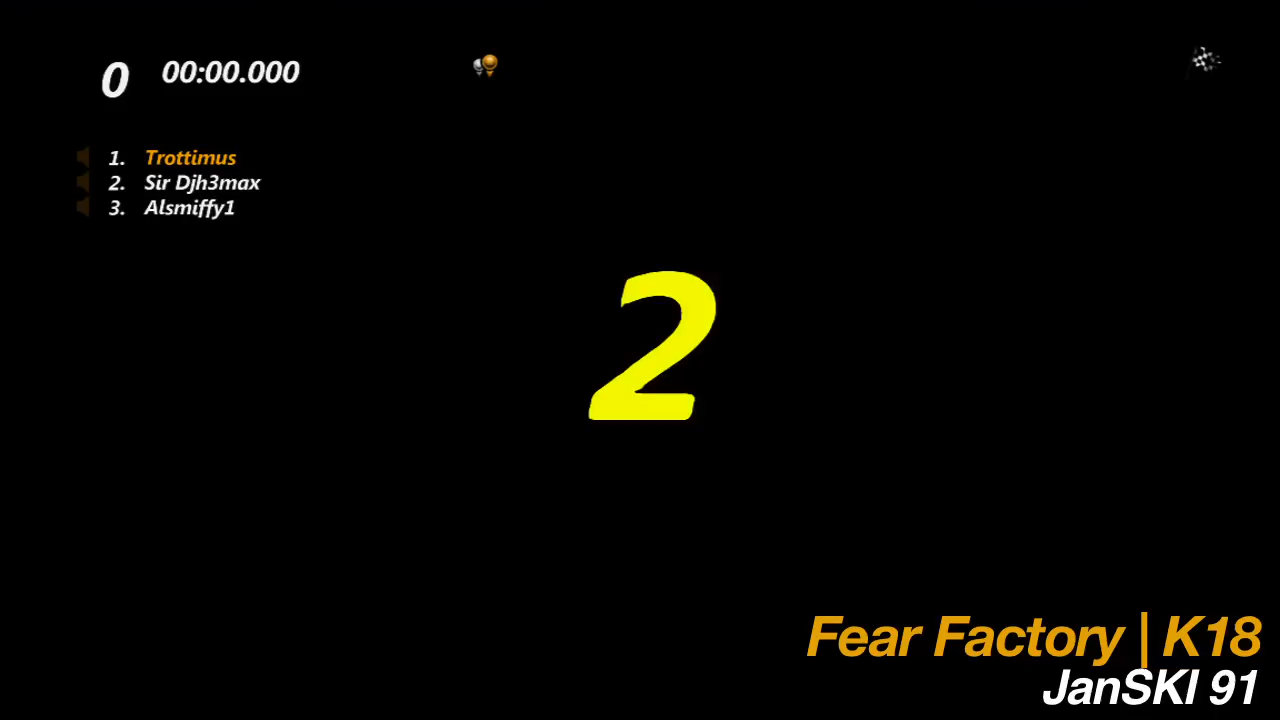 0 00:00.000
1. Trottimus
2. Sir Djh3max
3. Alsmiffy1
2
Fear Factory | K18
JanSKI 91